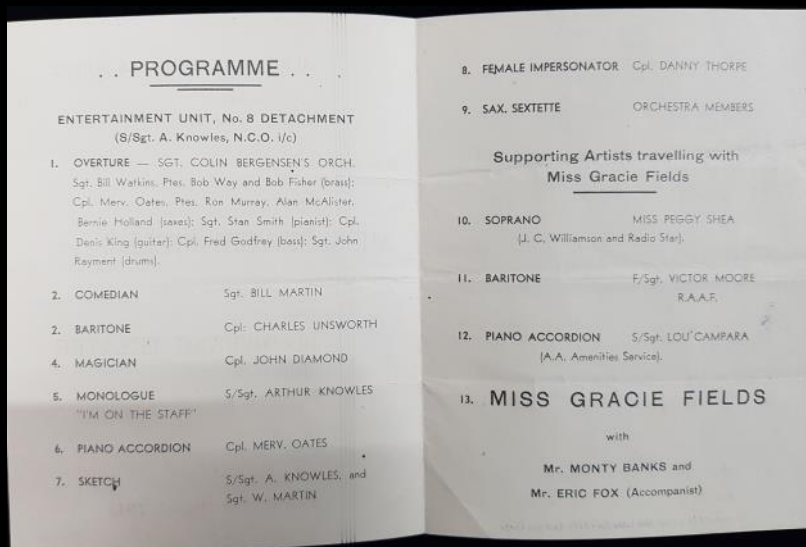 . . PROGRAMME . . .
ENTERTAINMENT UNIT, No. 8 DETACHMENT
(S/Sgt. A. Knowles, N.C.O. i/c)
1. OVERTURE — SGT. COLIN BERGENSEN'S ORCH.
Sgt. Bill Watkins, Ptes. Bob Way and Bob Fisher (brass);
Cpl. Merv. Oates, Ptes. Ron Murray, Alan McAlister,
Bernie Holland (saxes); Sgt. Stan Smith (pianist); Cpl.
Denis King (guitar); Cpl. Fred Godfrey (bass); Sgt. John
Rayment (drums).
2. COMEDIAN Sgt. BILL MARTIN
2. BARITONE Cpl: CHARLES UNSWORTH
4. MAGICIAN Cpl. JOHN DIAMOND
5. MONOLOGUE S/Sgt. ARTHUR KNOWLES
"I'M ON THE STAFF"
6. PIANO ACCORDION Cpl. MERV. OATES
7. SKETCH S/Sgt. A. KNOWLES, and
Sgt. W. MARTIN
8. FEMALE IMPERSONATOR Cpl. DANNY THORPE
9. SAX. SEXTETTE ORCHESTRA MEMBERS
Supporting Artists travelling with
Miss Gracie Fields
10. SOPRANO MISS PEGGY SHEA
(J. C. Williamson and Radio Star).
11. BARITONE F/Sgt. VICTOR MOORE
R.A.A.F.
12. PIANO ACCORDION S/Sgt. LOU CAMPARA
(A.A. Amenities Service).
13. MISS GRACIE FIELDS
with
Mr. MONTY BANKS and
Mr. ERIC FOX (Accompanist)